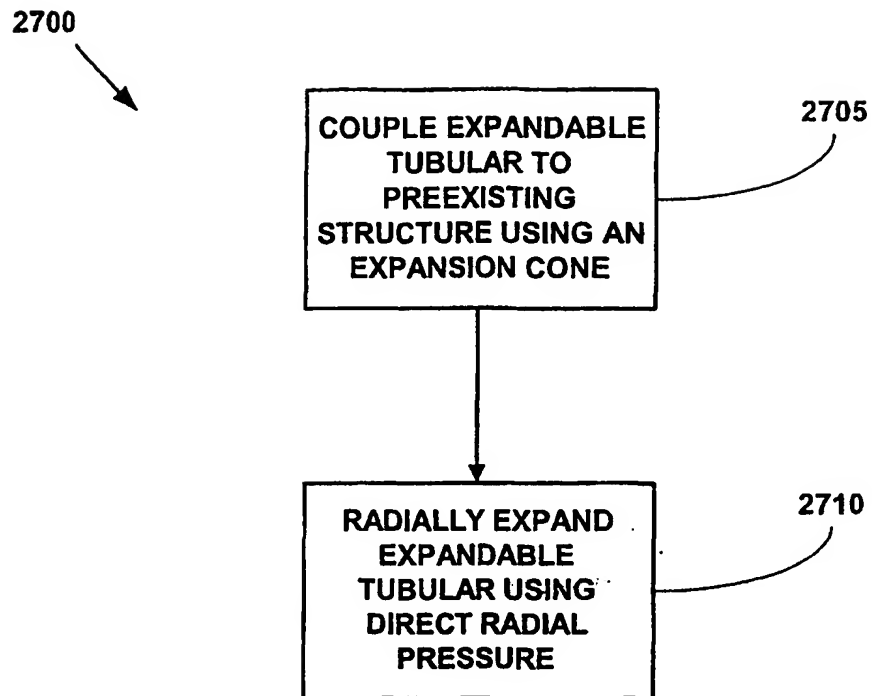 2700
COUPLE EXPANDABLE
TUBULAR TO
PREEXISTING
STRUCTURE USING AN
EXPANSION CONE
2705
RADIALLY EXPAND
EXPANDABLE
TUBULAR USING
DIRECT RADIAL
PRESSURE
2710